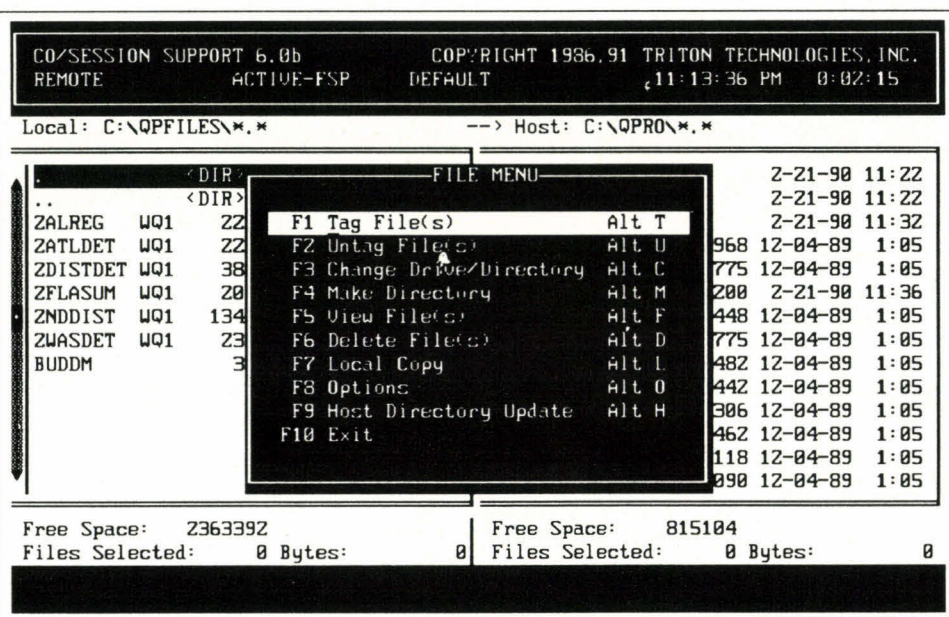 CO/SESSION SUPPORT 6.0b COPYRIGHT 1986,91 TRITON TECHNOLOGIES,INC.
REMOTE ACTIVE-FSP DEFAULT 11:13:36 PM 0:02:15
Local: C:\QPFILES\*.* --> Host: C:\QPRO\*.*
. <DIR> 2-21-90 11:22
.. <DIR> 2-21-90 11:22
ZALREG WQ1 22 2-21-90 11:32
ZATLDET WQ1 22 968 12-04-89 1:05
ZDISTDET WQ1 38 775 12-04-89 1:05
ZFLASUM WQ1 20 200 2-21-90 11:36
ZNDDIST WQ1 134 448 12-04-89 1:05
ZWASDET WQ1 23 775 12-04-89 1:05
BUDDM 3 482 12-04-89 1:05
442 12-04-89 1:05
306 12-04-89 1:05
462 12-04-89 1:05
118 12-04-89 1:05
090 12-04-89 1:05
FILE MENU
F1 Tag File(s) Alt T
F2 Untag File(s) Alt U
F3 Change Drive/Directory Alt C
F4 Make Directory Alt M
F5 View File(s) Alt F
F6 Delete File(s) Alt D
F7 Local Copy Alt L
F8 Options Alt O
F9 Host Directory Update Alt H
F10 Exit
Free Space: 2363392 Free Space: 815104
Files Selected: 0 Bytes: 0 Files Selected: 0 Bytes: 0